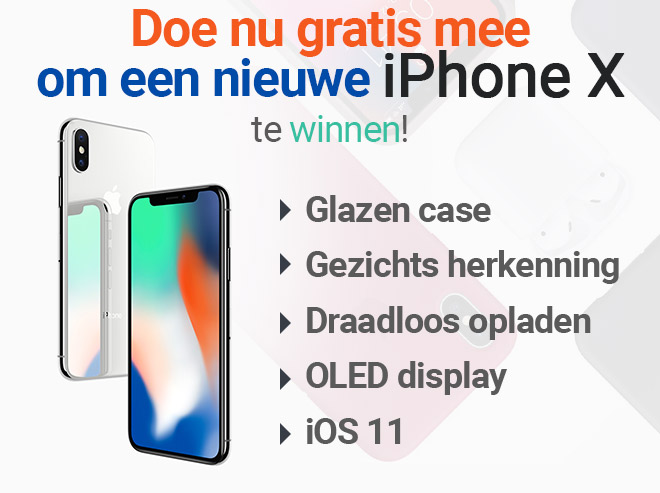 Doe nu gratis mee
om een nieuwe iPhone X
te winnen!
Glazen case
Gezichts herkenning
Draadloos opladen
OLED display
iOS 11